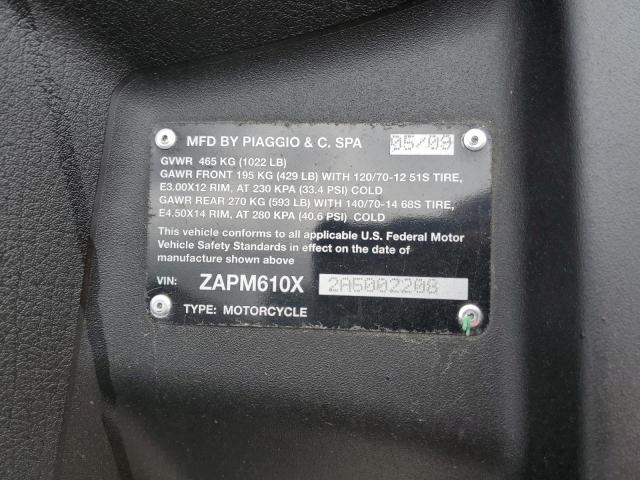 MFD BY PIAGGIO & C. SPA 05/09
GVWR 465 KG (1022 LB)
GAWR FRONT 195 KG (429 LB) WITH 120/70-12 51S TIRE,
E3.00X12 RIM, AT 230 KPA (33.4 PSI) COLD
GAWR REAR 270 KG (593 LB) WITH 140/70-14 68S TIRE,
E4.50X14 RIM, AT 280 KPA (40.6 PSI) COLD
This vehicle conforms to all applicable U.S. Federal Motor
Vehicle Safety Standards in effect on the date of
manufacture shown above
VIN: ZAPM610X 2A5002208
TYPE: MOTORCYCLE